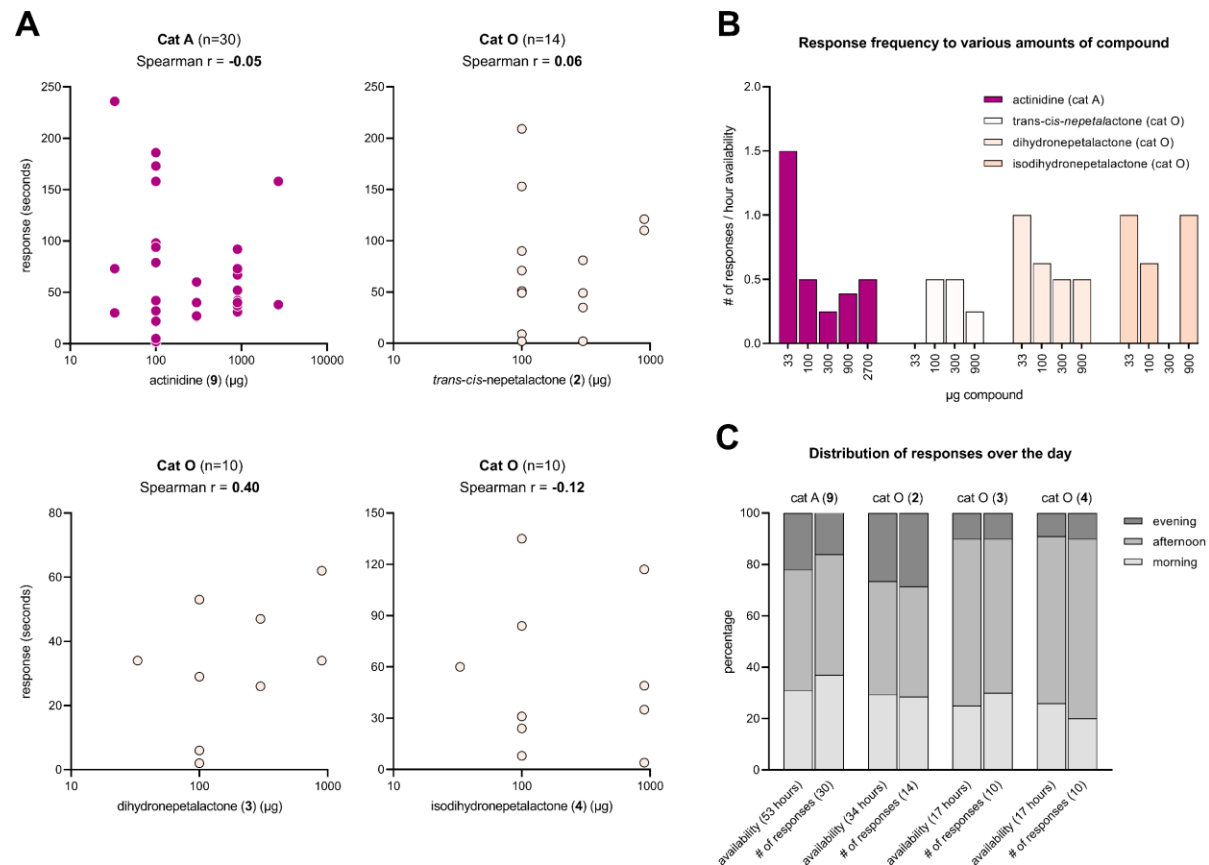 A
Cat A (n=30)
Spearman r = -0.05
250
200
150
100
50
0
response (seconds)
10
100
1000
10000
actinidine (9) (µg)
Cat O (n=14)
Spearman r = 0.06
250
200
150
100
50
0
10
100
1000
trans-cis-nepetalactone (2) (µg)
Cat O (n=10)
Spearman r = 0.40
80
60
40
20
0
response (seconds)
10
100
1000
dihydronepetalactone (3) (µg)
Cat O (n=10)
Spearman r = -0.12
150
120
90
60
30
0
10
100
1000
isodihydronepetalactone (4) (µg)
B
Response frequency to various amounts of compound
2.0
1.5
1.0
0.5
0.0
# of responses / hour availability
actinidine (cat A)
trans-cis-nepetalactone (cat O)
dihydronepetalactone (cat O)
isodihydronepetalactone (cat O)
33
100
300
900
2700
33
100
300
900
33
100
300
900
33
100
300
900
µg compound
C
Distribution of responses over the day
cat A (9)
cat O (2)
cat O (3)
cat O (4)
100
80
60
40
20
0
percentage
evening
afternoon
morning
availability (53 hours)
# of responses (30)
availability (34 hours)
# of responses (14)
availability (17 hours)
# of responses (10)
availability (17 hours)
# of responses (10)